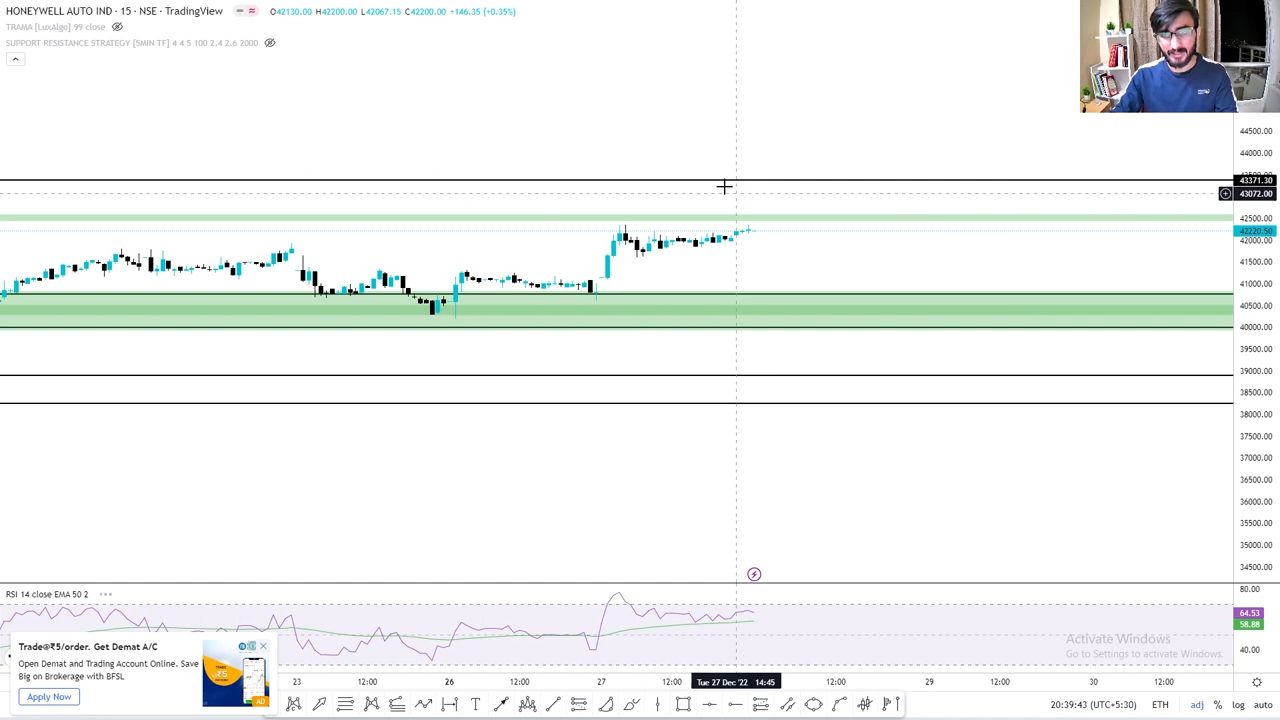 HONEYWELL AUTO IND · 15 · NSE · TradingView
O42130.00 H42200.00 L42067.15 C42200.00 +146.35 (+0.35%)
TRAMA [LuxAlgo] 99 close
SUPPORT RESISTANCE STRATEGY [5MIN TF] 4 4 5 100 2.4 2.6 2000
44500.00
44000.00
43371.30
43072.00
42500.00
42220.50
42000.00
41500.00
41000.00
40500.00
40000.00
39500.00
39000.00
38500.00
38000.00
37500.00
37000.00
36500.00
36000.00
35500.00
35000.00
34500.00
RSI 14 close EMA 50 2
80.00
64.53
58.88
40.00
Activate Windows
Go to Settings to activate Windows.
Trade@₹5/order. Get Demat A/C
Open Demat and Trading Account Online. Save
Big on Brokerage with BFSL
Apply Now
AD
23
12:00
26
12:00
27
12:00
Tue 27 Dec '22 14:45
12:00
29
12:00
30
12:00
20:39:43 (UTC+5:30)
ETH
adj
%
log
auto